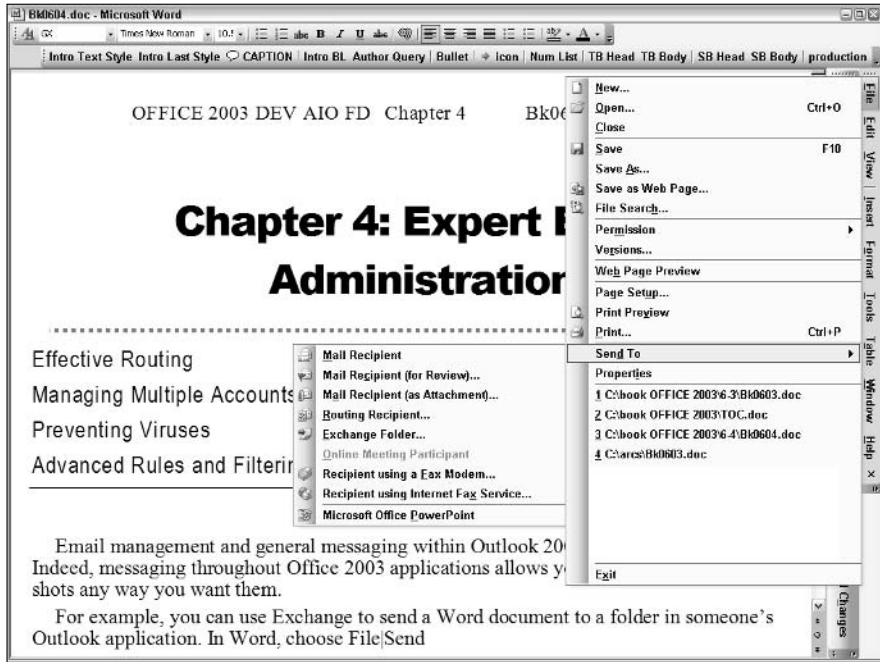 Bk0604.doc - Microsoft Word
GX Times New Roman 10.! abc B I U abc A
Intro Text Style Intro Last Style CAPTION Intro BL Author Query Bullet Icon Num List TB Head TB Body SB Head SB Body production
OFFICE 2003 DEV AIO FD Chapter 4
Chapter 4: Expert
Administration
Effective Routing
Managing Multiple Accounts
Preventing Viruses
Advanced Rules and
Email management and general messaging within Outlook
Indeed, messaging throughout Office 2003 applications allows
shots any way you want them.
For example, you can use Exchange to send a Word document to a folder in someone’s
Outlook application. In Word, choose File|Send
New...
Open... Ctrl+O
Close
Save F10
Save As...
Save as Web Page...
File Search...
Permission
Versions...
Web Page Preview
Page Setup...
Print Preview
Print... Ctrl+P
Send To
Properties
1 C:\book OFFICE 2003\6-3\Bk0603.doc
2 C:\book OFFICE 2003\TOC.doc
3 C:\book OFFICE 2003\6-4\Bk0604.doc
4 C:\arcs\Bk0603.doc
Exit
Mail Recipient
Mail Recipient (for Review)...
Mail Recipient (as Attachment)...
Routing Recipient...
Exchange Folder...
Online Meeting Participant
Recipient using a Fax Modem...
Recipient using Internet Fax Service...
Microsoft Office PowerPoint
File Edit View Insert Format Tools Table Window Help
Changes